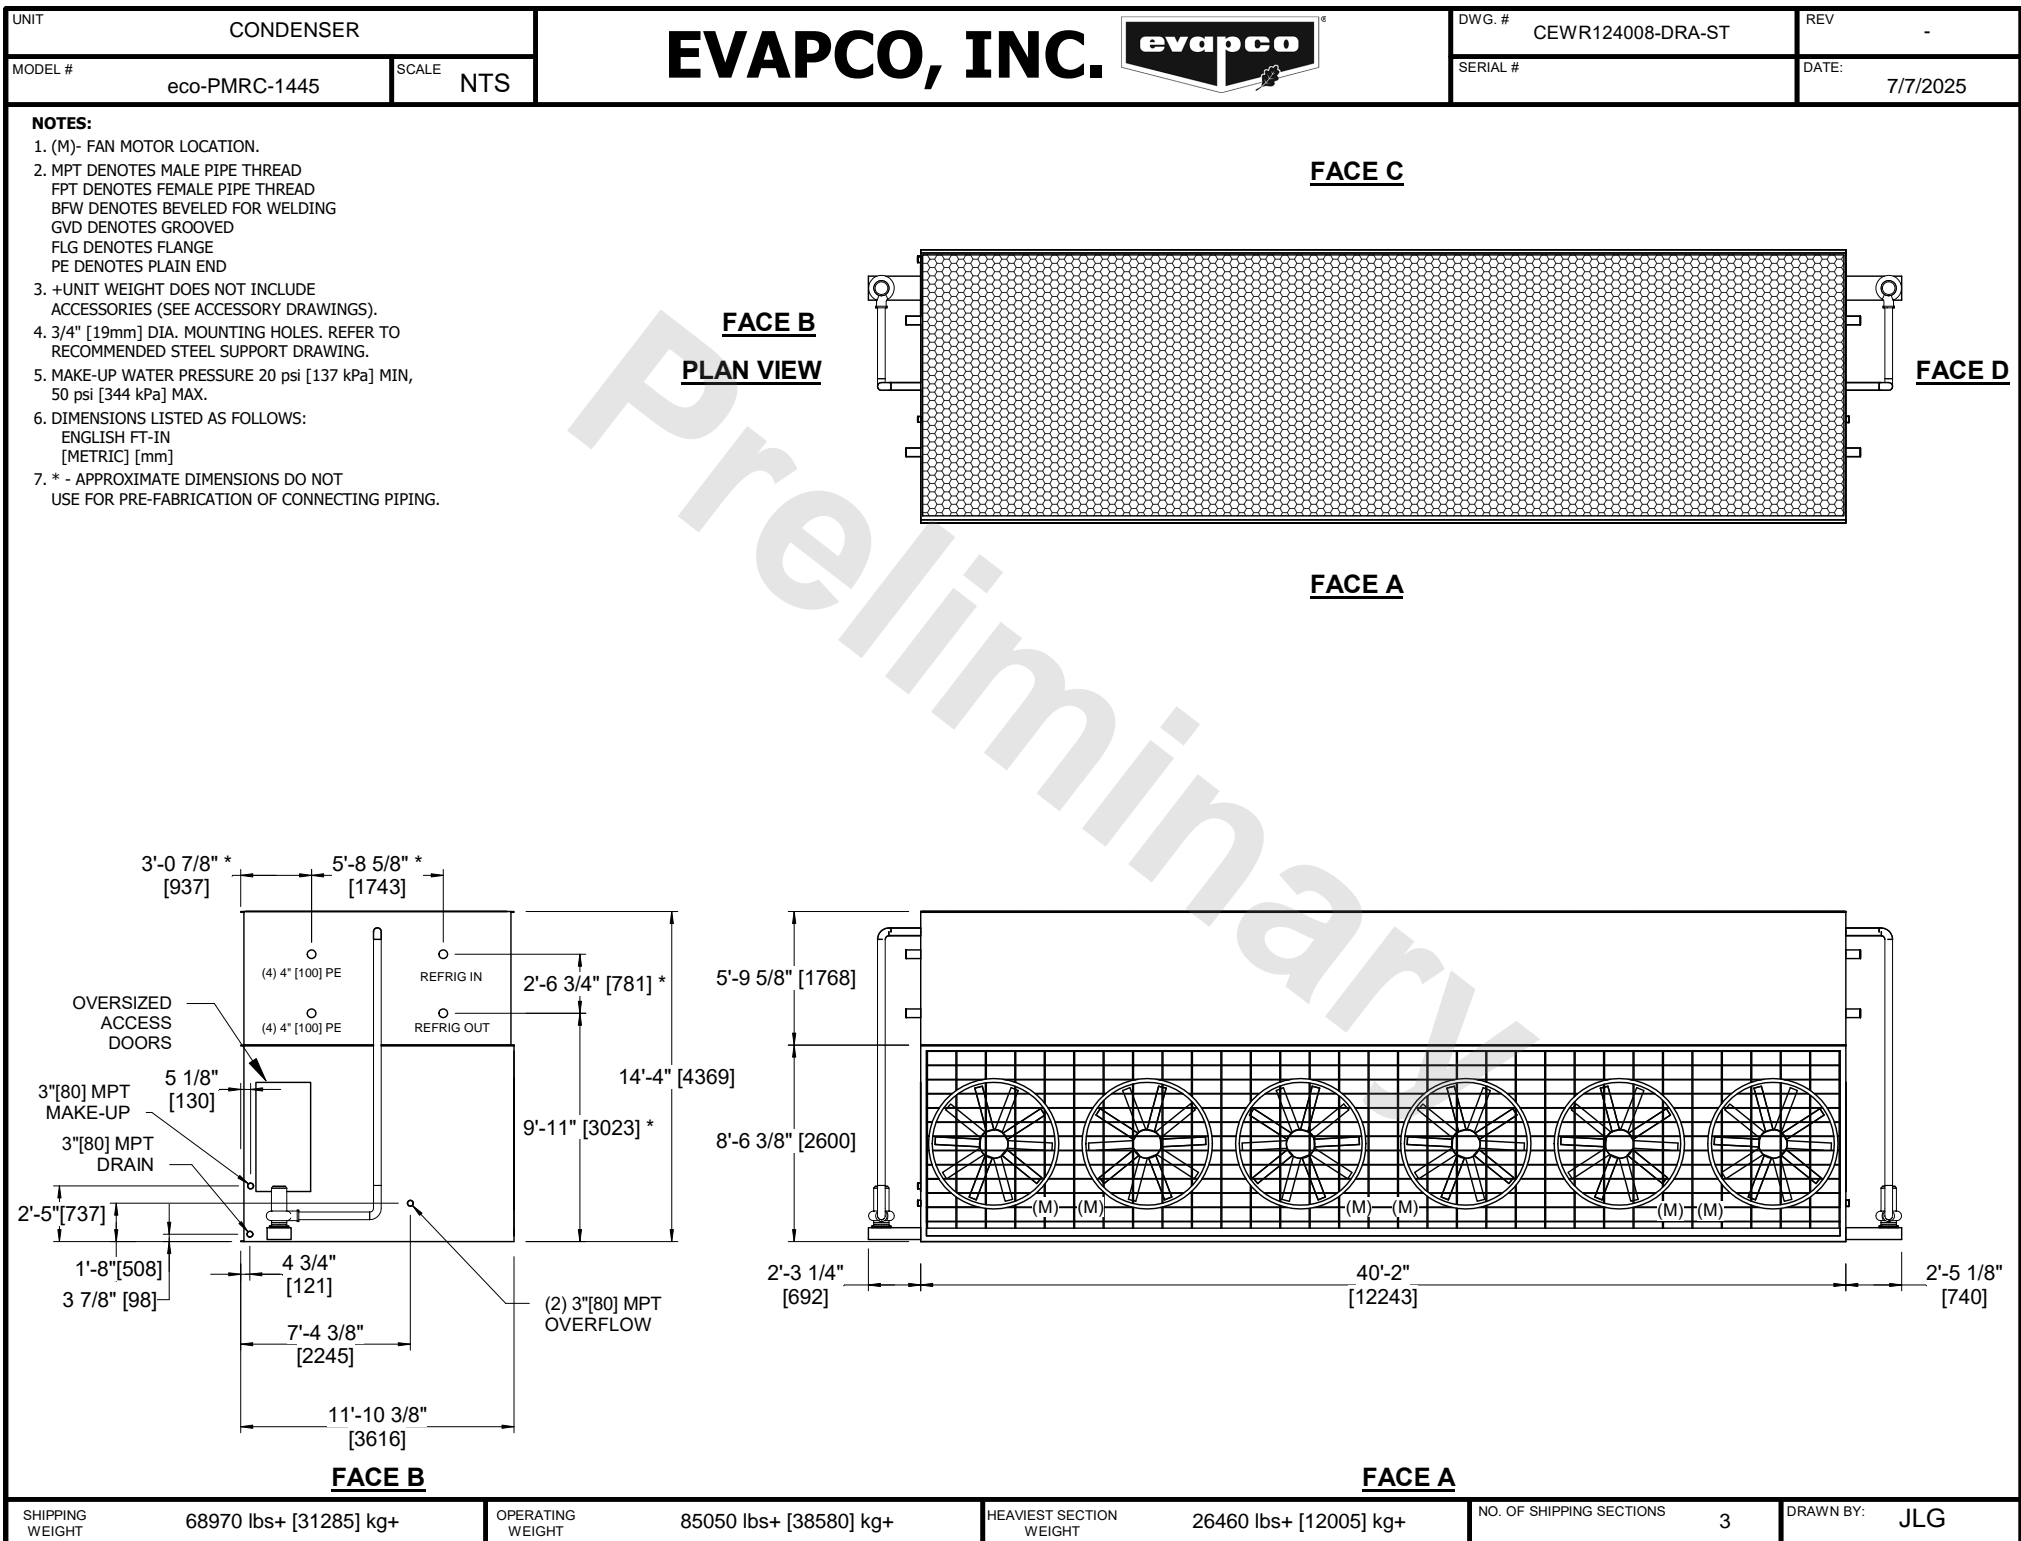 UNIT
CONDENSER
MODEL #
eco-PMRC-1445
SCALE
NTS
EVAPCO, INC.
evapco
®
DWG. #
CEWR124008-DRA-ST
REV
-
SERIAL #
DATE:
7/7/2025
NOTES:
1. (M)- FAN MOTOR LOCATION.
2. MPT DENOTES MALE PIPE THREAD
FPT DENOTES FEMALE PIPE THREAD
BFW DENOTES BEVELED FOR WELDING
GVD DENOTES GROOVED
FLG DENOTES FLANGE
PE DENOTES PLAIN END
3. +UNIT WEIGHT DOES NOT INCLUDE
ACCESSORIES (SEE ACCESSORY DRAWINGS).
4. 3/4" [19mm] DIA. MOUNTING HOLES. REFER TO
RECOMMENDED STEEL SUPPORT DRAWING.
5. MAKE-UP WATER PRESSURE 20 psi [137 kPa] MIN,
50 psi [344 kPa] MAX.
6. DIMENSIONS LISTED AS FOLLOWS:
ENGLISH FT-IN
[METRIC] [mm]
7. * - APPROXIMATE DIMENSIONS DO NOT
USE FOR PRE-FABRICATION OF CONNECTING PIPING.
FACE C
FACE B
PLAN VIEW
FACE D
FACE A
Preliminary
3'-0 7/8" *
[937]
5'-8 5/8" *
[1743]
(4) 4" [100] PE
REFRIG IN
(4) 4" [100] PE
REFRIG OUT
2'-6 3/4" [781] *
OVERSIZED
ACCESS
DOORS
5 1/8"
[130]
3"[80] MPT
MAKE-UP
3"[80] MPT
DRAIN
14'-4" [4369]
9'-11" [3023] *
2'-5"[737]
1'-8"[508]
3 7/8" [98]
4 3/4"
[121]
(2) 3"[80] MPT
OVERFLOW
7'-4 3/8"
[2245]
11'-10 3/8"
[3616]
FACE B
5'-9 5/8" [1768]
8'-6 3/8" [2600]
(M) (M) (M) (M) (M) (M)
2'-3 1/4"
[692]
40'-2"
[12243]
2'-5 1/8"
[740]
FACE A
SHIPPING
WEIGHT
68970 lbs+ [31285] kg+
OPERATING
WEIGHT
85050 lbs+ [38580] kg+
HEAVIEST SECTION
WEIGHT
26460 lbs+ [12005] kg+
NO. OF SHIPPING SECTIONS
3
DRAWN BY:
JLG